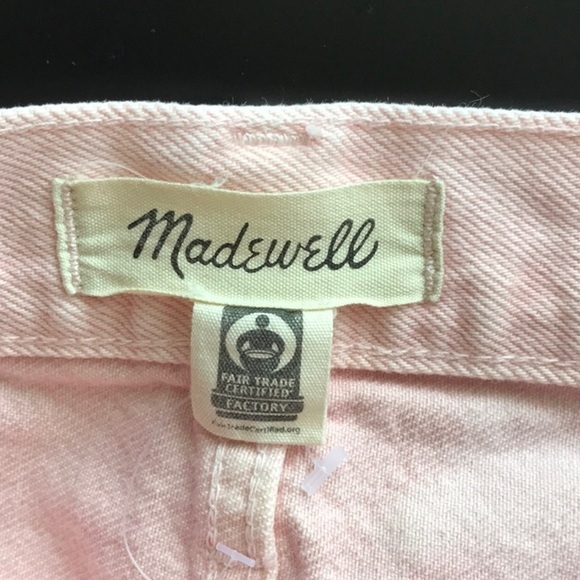 Madewell
FAIR TRADE
CERTIFIED
FACTORY
FairTradeCertified.org